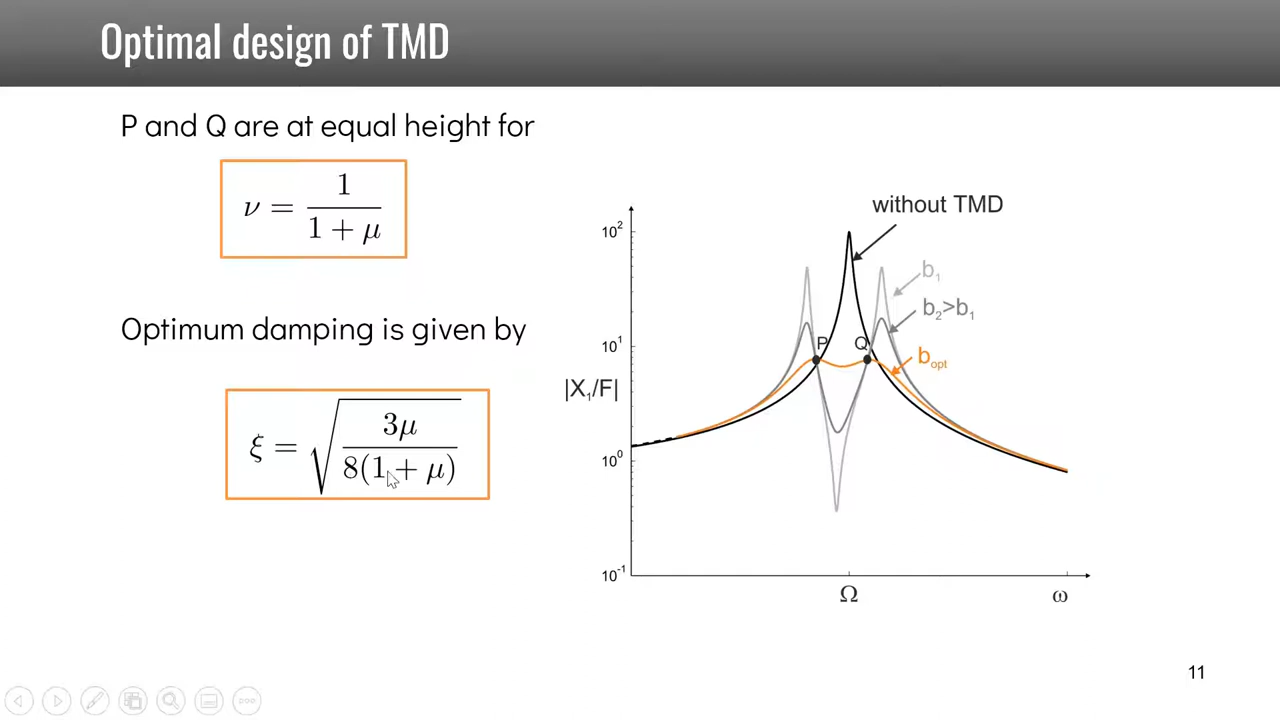 Optimal design of TMD
P and Q are at equal height for
ν = 1 / (1 + μ)
Optimum damping is given by
ξ = √(3μ / 8(1 + μ))
without TMD
10²
b₁
b₂>b₁
10¹
P
Q
b_opt
|X₁/F|
10⁰
10⁻¹
Ω
ω
11